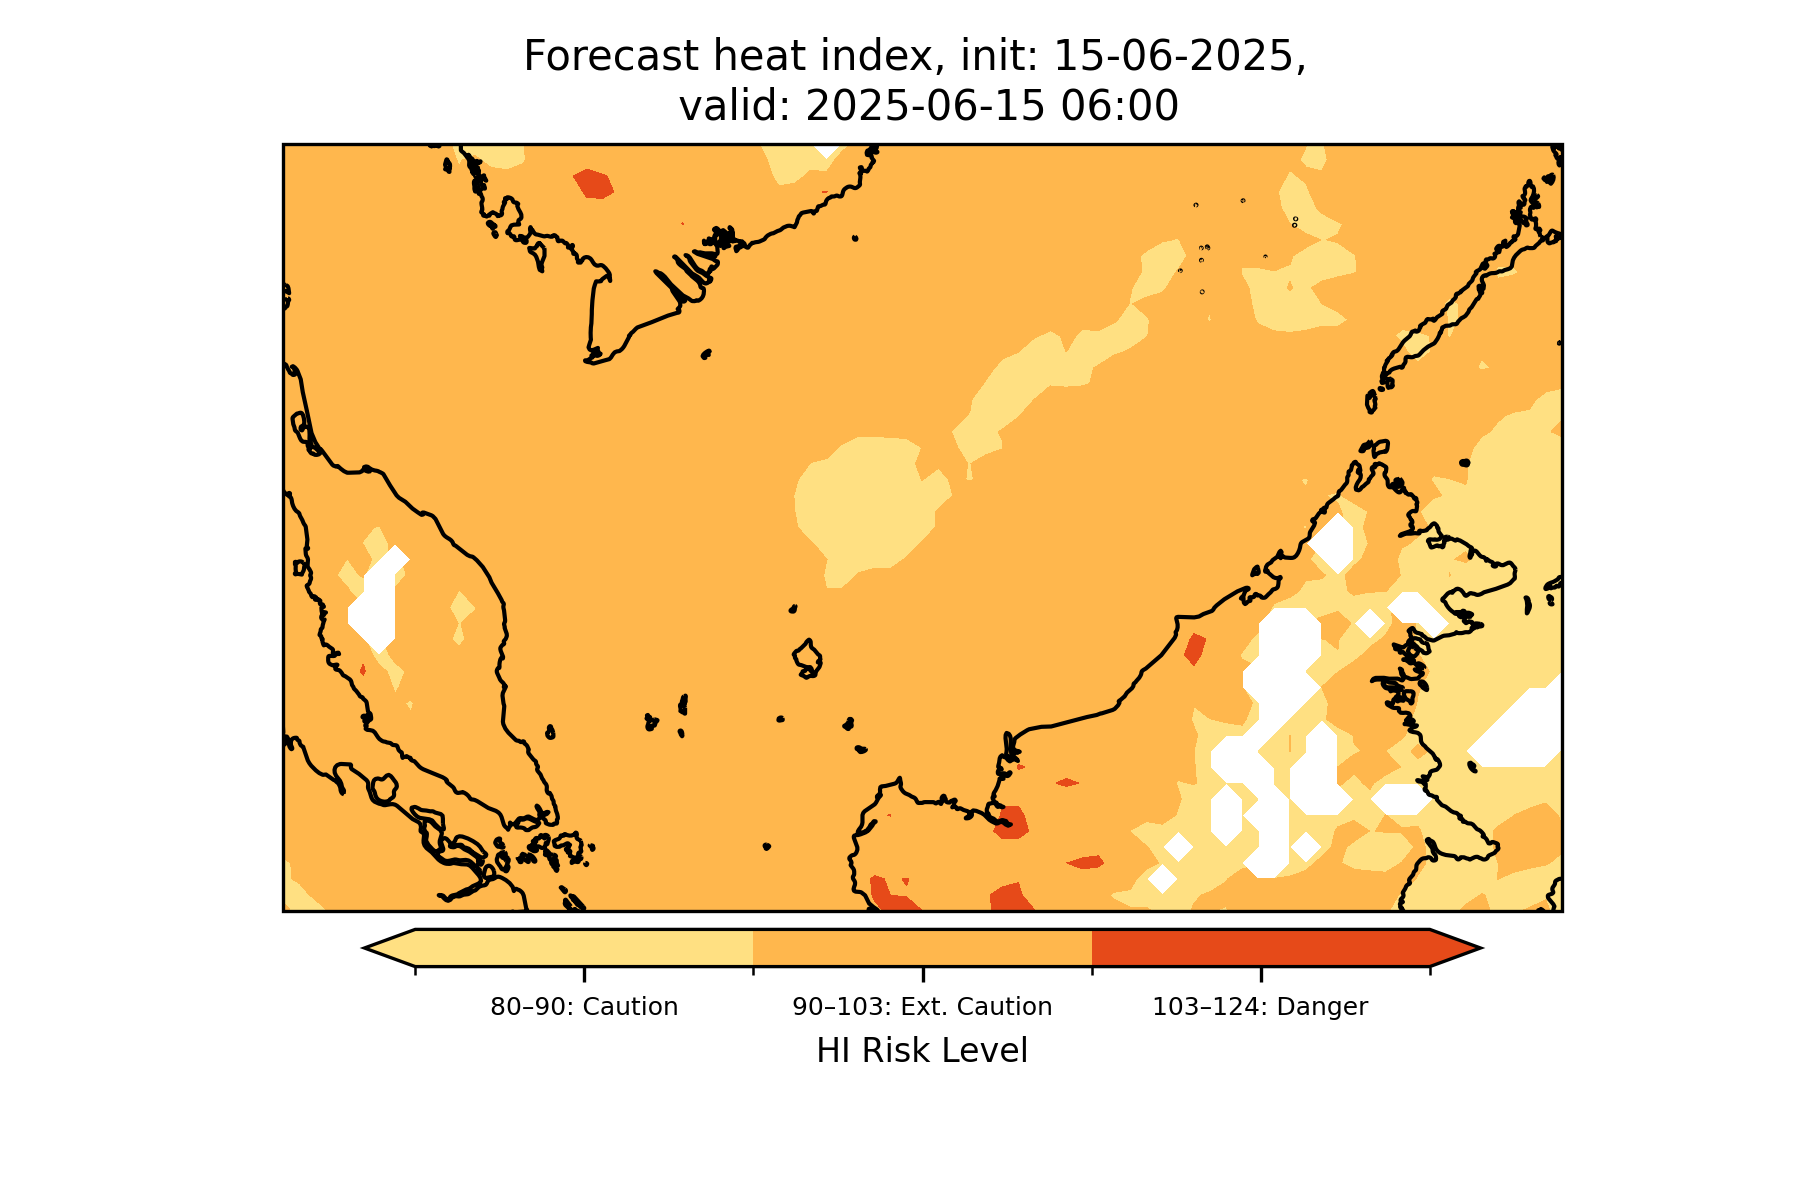 Forecast heat index, init: 15-06-2025,
valid: 2025-06-15 06:00
80–90: Caution
90–103: Ext. Caution
103–124: Danger
HI Risk Level